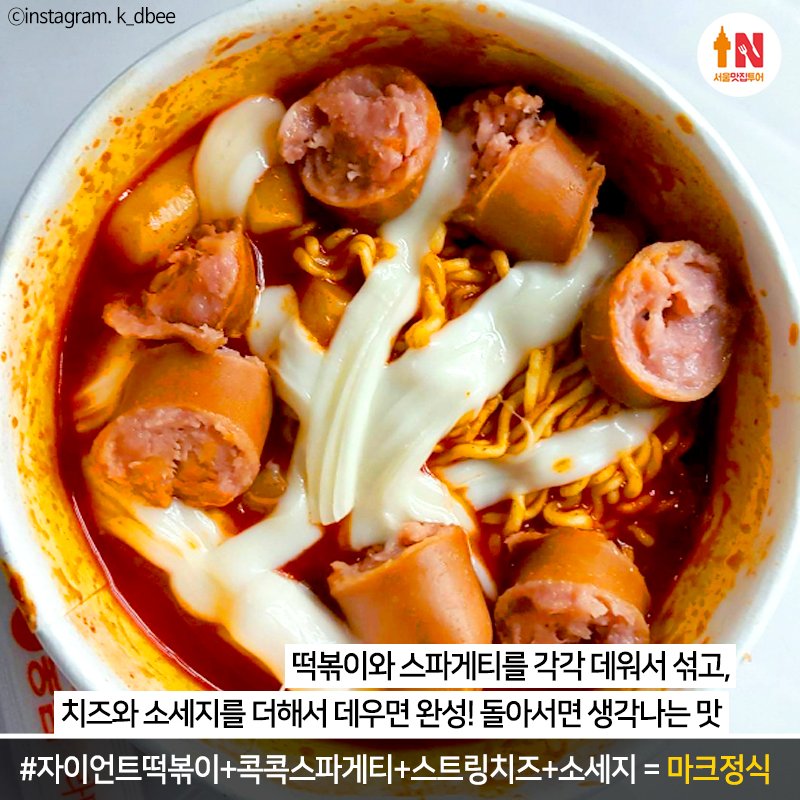 ©instagram. k_dbee
IN
서울맛집투어
떡볶이와 스파게티를 각각 데워서 섞고,
치즈와 소세지를 더해서 데우면 완성! 돌아서면 생각나는 맛
#자이언트떡볶이+콕콕스파게티+스트링치즈+소세지 = 마크정식